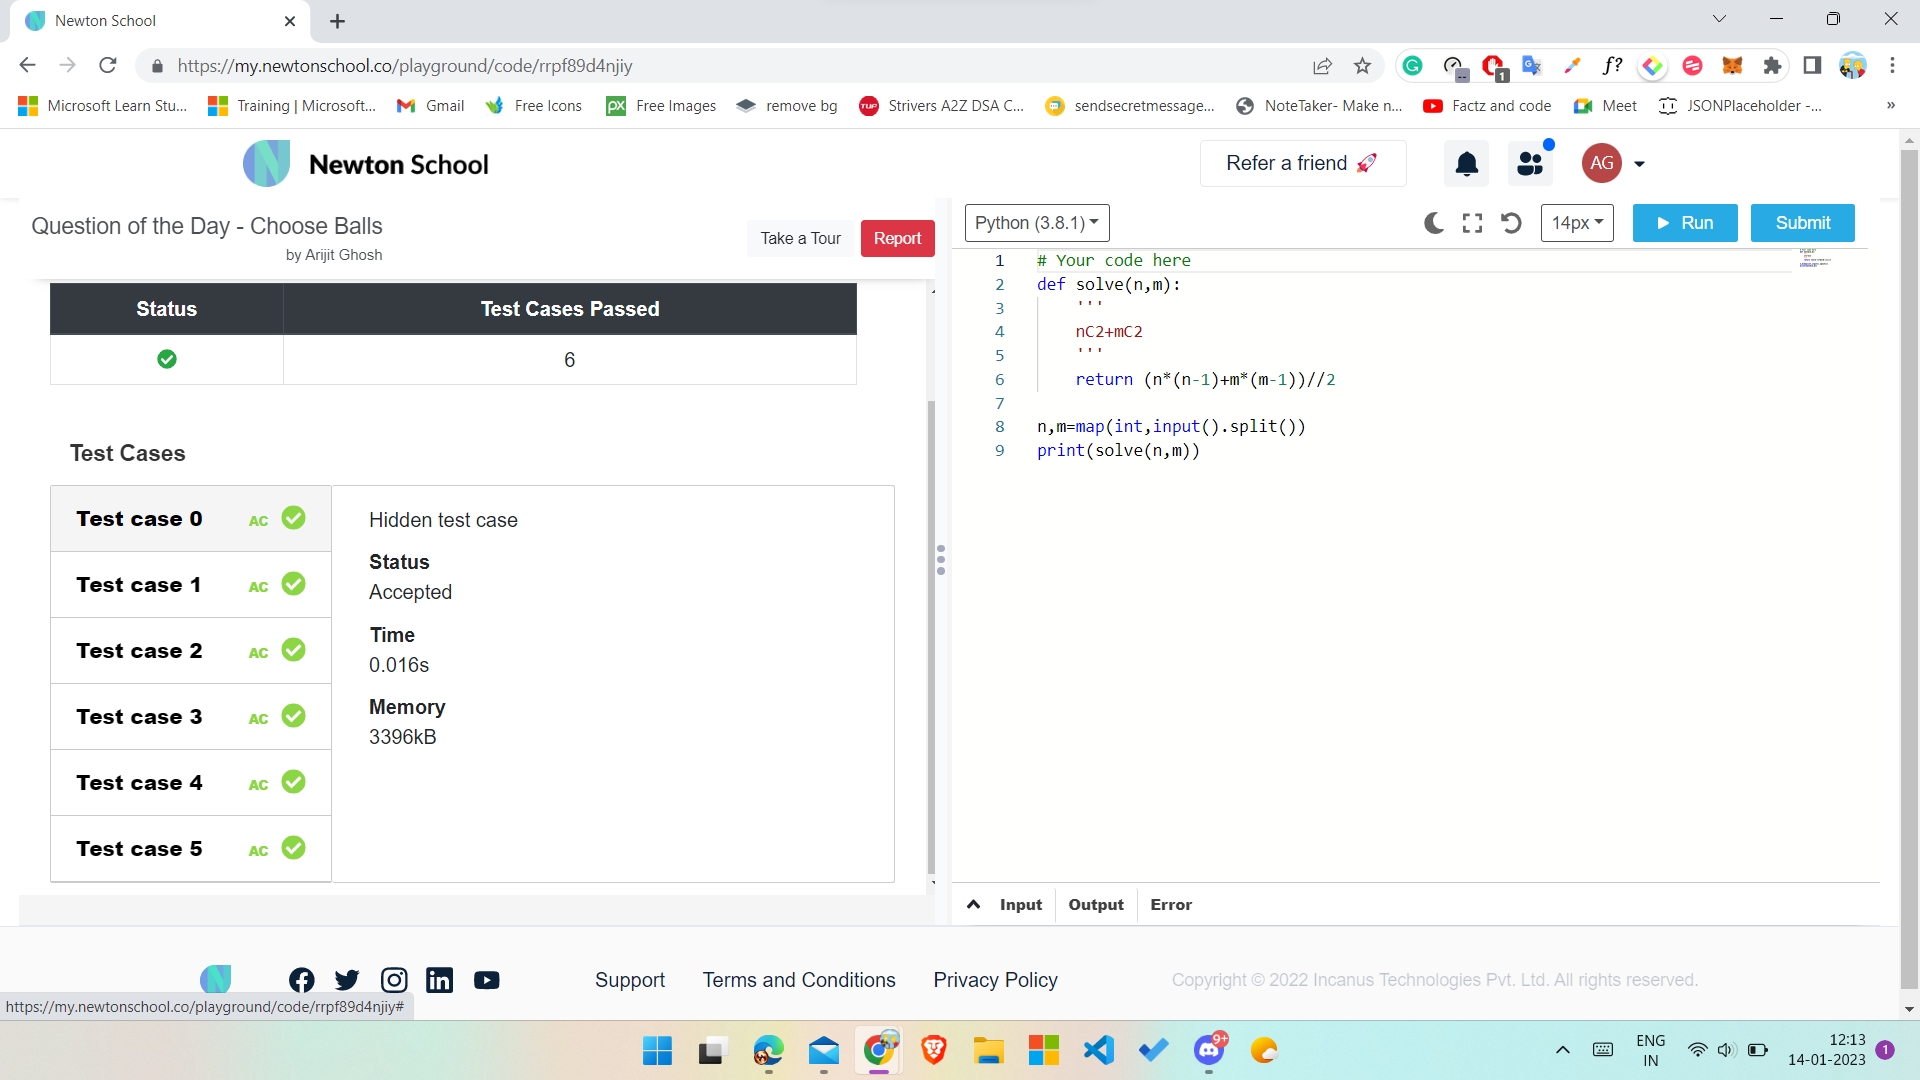 Newton School
https://my.newtonschool.co/playground/code/rrpf89d4njiy
Microsoft Learn Stu...
Training | Microsoft...
Gmail
Free Icons
Free Images
remove bg
Strivers A2Z DSA C...
sendsecretmessage...
NoteTaker- Make n...
Factz and code
Meet
JSONPlaceholder -...
»
Newton School
Refer a friend 🚀
AG
Question of the Day - Choose Balls
by Arijit Ghosh
Take a Tour
Report
Status Test Cases Passed
6
Test Cases
Test case 0 AC
Test case 1 AC
Test case 2 AC
Test case 3 AC
Test case 4 AC
Test case 5 AC
Hidden test case
Status
Accepted
Time
0.016s
Memory
3396kB
Python (3.8.1)
14px
Run
Submit
1 # Your code here
2 def solve(n,m):
3     '''
4     nC2+mC2
5     '''
6     return (n*(n-1)+m*(m-1))//2
7
8 n,m=map(int,input().split())
9 print(solve(n,m))
Input
Output
Error
Support
Terms and Conditions
Privacy Policy
Copyright © 2022 Incanus Technologies Pvt. Ltd. All rights reserved.
https://my.newtonschool.co/playground/code/rrpf89d4njiy#
9+
ENG
IN
12:13
14-01-2023
1